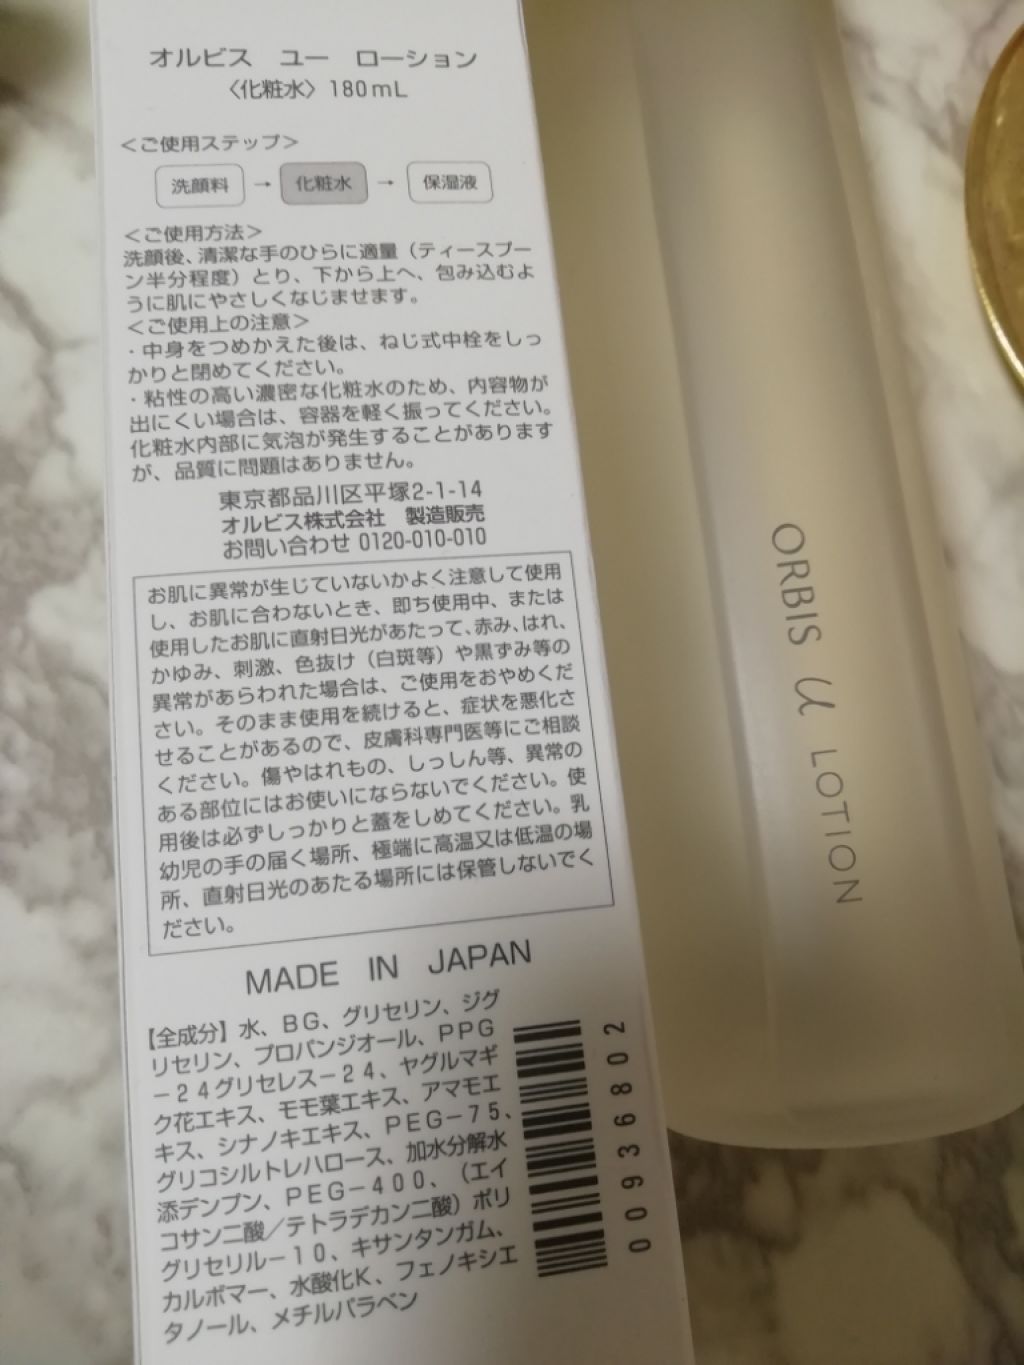 オルビス　ユー　ローション
〈化粧水〉180mL
＜ご使用ステップ＞
洗顔料 → 化粧水 → 保湿液
＜ご使用方法＞
洗顔後、清潔な手のひらに適量（ティースプー
ン半分程度）とり、下から上へ、包み込むよ
うに肌にやさしくなじませます。
＜ご使用上の注意＞
・中身をつめかえた後は、ねじ式中栓をしっ
かりと閉めてください。
・粘性の高い濃密な化粧水のため、内容物が
出にくい場合は、容器を軽く振ってください。
化粧水内部に気泡が発生することがあります
が、品質に問題はありません。
東京都品川区平塚2-1-14
オルビス株式会社　製造販売
お問い合わせ 0120-010-010
お肌に異常が生じていないかよく注意して使用
し、お肌に合わないとき、即ち使用中、または
使用したお肌に直射日光があたって、赤み、はれ、
かゆみ、刺激、色抜け（白斑等）や黒ずみ等の
異常があらわれた場合は、ご使用をおやめくだ
さい。そのまま使用を続けると、症状を悪化さ
せることがあるので、皮膚科専門医等にご相談
ください。傷やはれもの、しっしん等、異常の
ある部位にはお使いにならないでください。使
用後は必ずしっかりと蓋をしめてください。乳
幼児の手の届く場所、極端に高温又は低温の場
所、直射日光のあたる場所には保管しないでく
ださい。
MADE IN JAPAN
【全成分】水、BG、グリセリン、ジグ
リセリン、プロパンジオール、PPG
－24グリセレス－24、ヤグルマギ
ク花エキス、モモ葉エキス、アマモエ
キス、シナノキエキス、PEG－75、
グリコシルトレハロース、加水分解水
添デンプン、PEG－400、（エイ
コサン二酸／テトラデカン二酸）ポリ
グリセリル－10、キサンタンガム、
カルボマー、水酸化K、フェノキシエ
タノール、メチルパラベン
00936802
ORBIS u LOTION